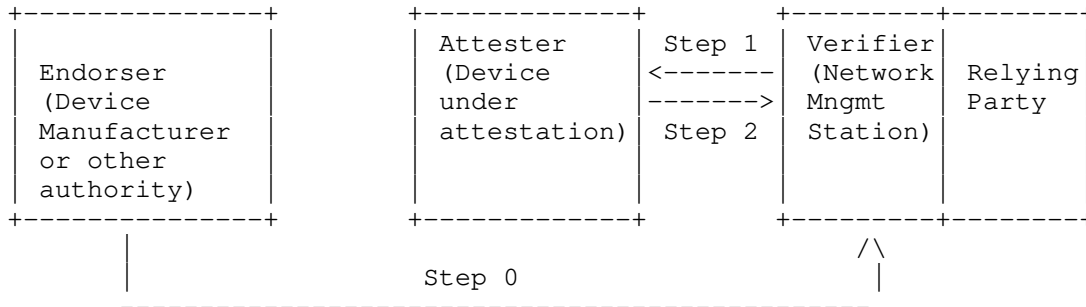 Attester Step 1 Verifier
Endorser (Device <------- (Network Relying
(Device under -------> Mngmt Party
Manufacturer attestation) Step 2 Station)
or other
authority)
Step 0